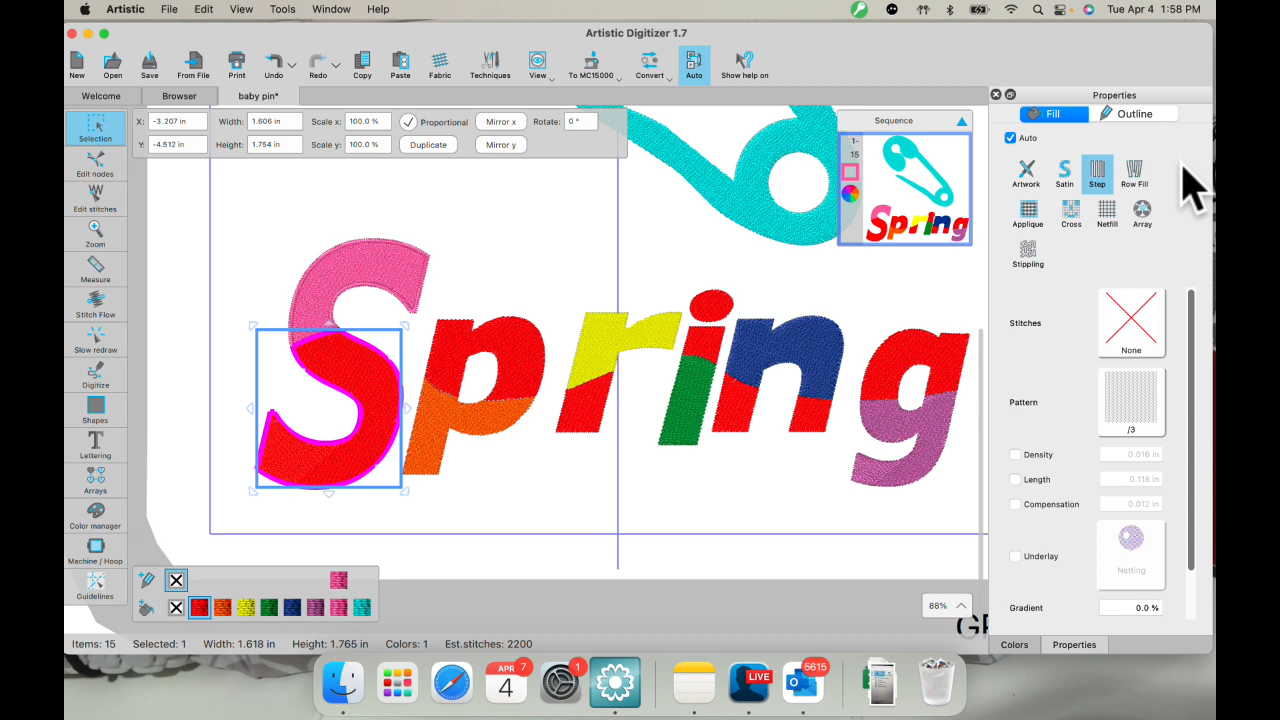 Artistic File Edit View Tools Window Help Tue Apr 4 1:58 PM
Artistic Digitizer 1.7
New Open Save From File Print Undo Redo Copy Paste Fabric Techniques View To MC15000 Convert Auto Show help on
Welcome Browser baby pin*
Properties
Fill Outline
Auto
X: -3.207 in Width: 1.606 in Scale x: 100.0 % Proportional Mirror x Rotate: 0 °
Y: -4.512 in Height: 1.754 in Scale y: 100.0 % Duplicate Mirror y
Sequence
1-
15
Spring
Selection
Edit nodes
Edit stitches
Zoom
Measure
Stitch Flow
Slow redraw
Digitize
Shapes
Lettering
Arrays
Color manager
Machine / Hoop
Guidelines
Spring
Artwork Satin Step Row Fill
Applique Cross Netfill Array
Stippling
Stitches
None
Pattern
/3
Density 0.016 in
Length 0.118 in
Compensation 0.012 in
Underlay
Netting
Gradient 0.0 %
88%
Colors Properties
Items: 15 Selected: 1 Width: 1.618 in Height: 1.765 in Colors: 1 Est.stitches: 2200
APR 7
4
1
LIVE
5615